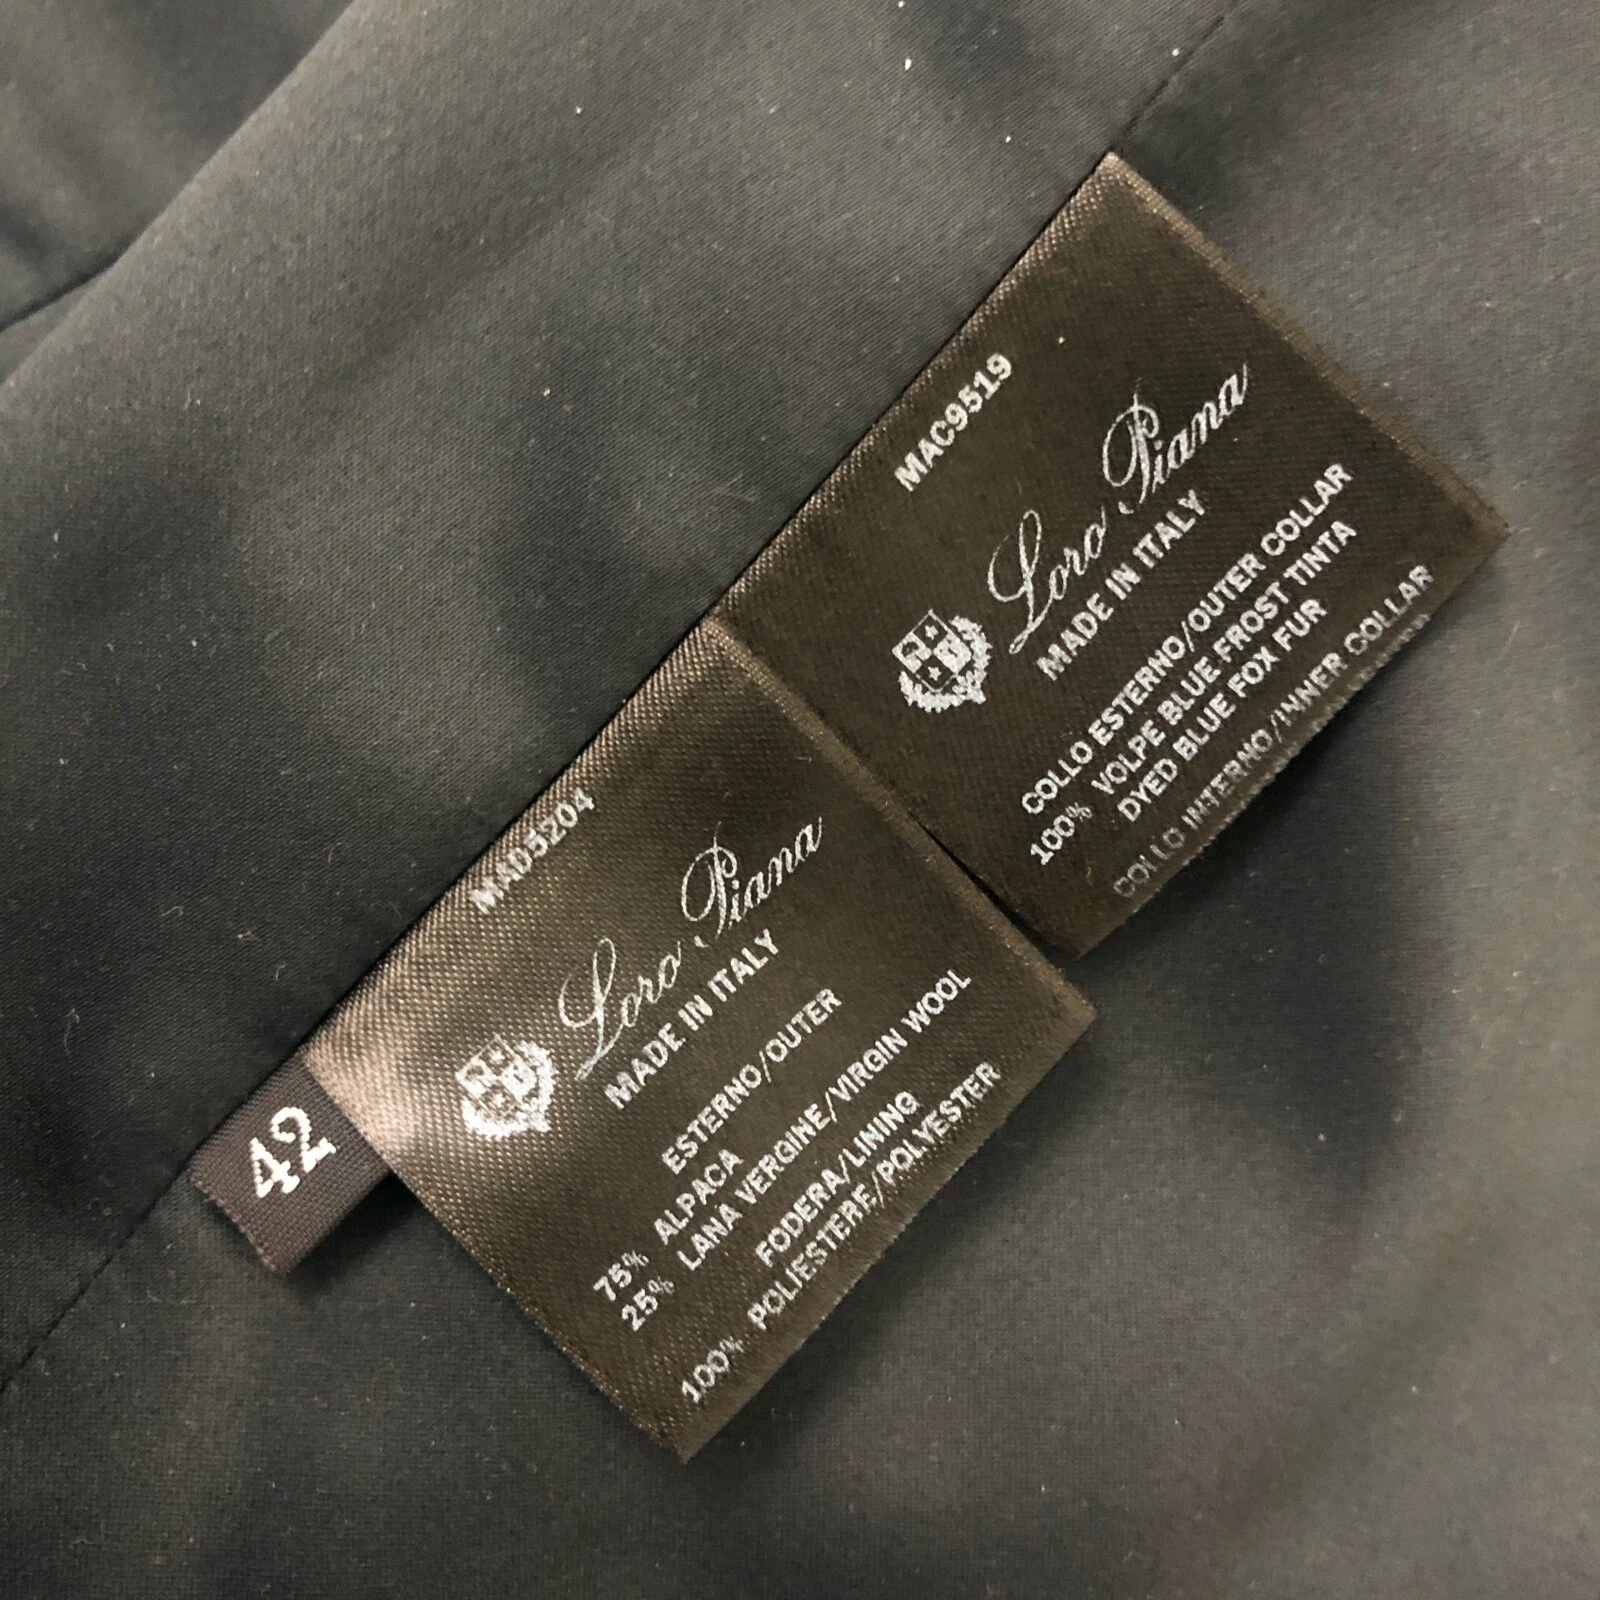 MAC9519
Loro Piana
MADE IN ITALY
COLLO ESTERNO/OUTER COLLAR
100% VOLPE BLUE FROST TINTA
DYED BLUE FOX FUR
COLLO INTERNO/INNER COLLAR
Loro Piana
MADE IN ITALY
ESTERNO/OUTER
75% ALPACA
25% LANA VERGINE/VIRGIN WOOL
FODERA/LINING
100% POLIESTERE/POLYESTER
42